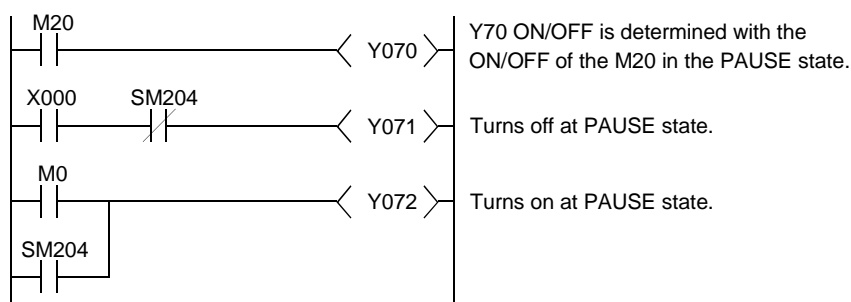 M20
Y070
Y70 ON/OFF is determined with the
ON/OFF of the M20 in the PAUSE state.
X000 SM204
Y071
Turns off at PAUSE state.
M0
Y072
Turns on at PAUSE state.
SM204